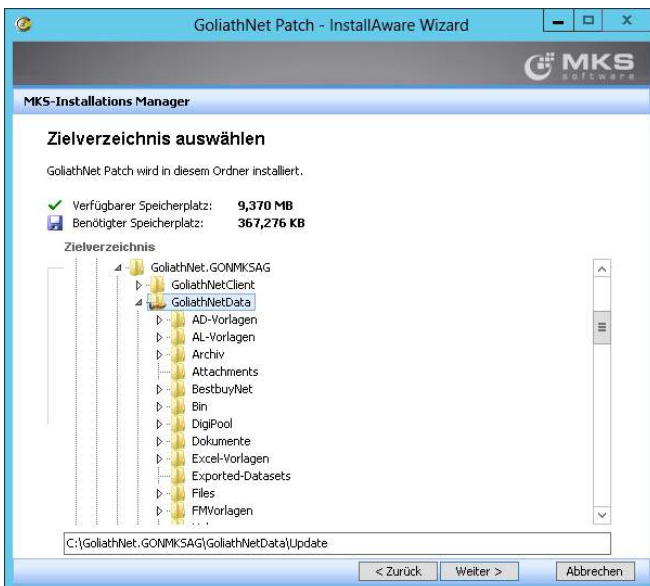 GoliathNet Patch - InstallAware Wizard
MKS
software
MKS-Installations Manager
Zielverzeichnis auswählen
GoliathNet Patch wird in diesem Ordner installiert.
Verfügbarer Speicherplatz: 9,370 MB
Benötigter Speicherplatz: 367,276 KB
Zielverzeichnis
GoliathNet.GONMKSAG
GoliathNetClient
GoliathNetData
AD-Vorlagen
AL-Vorlagen
Archiv
Attachments
BestbuyNet
Bin
DigiPool
Dokumente
Excel-Vorlagen
Exported-Datasets
Files
FMVorlagen
C:\GoliathNet.GONMKSAG\GoliathNetData\Update
< Zurück Weiter > Abbrechen